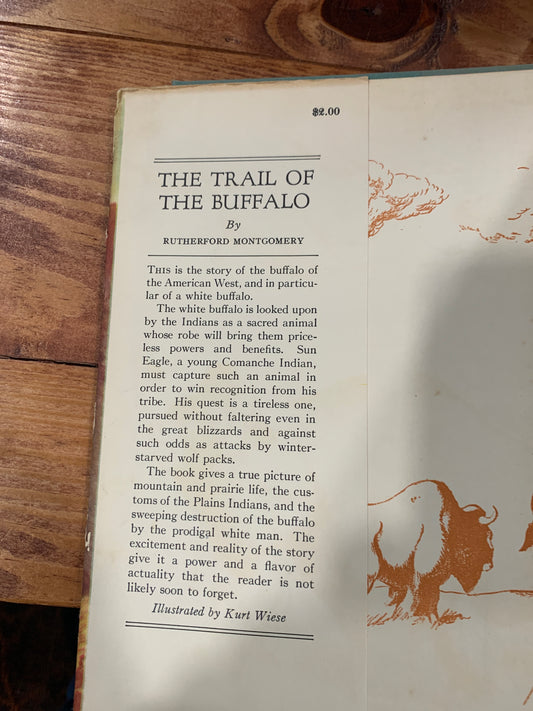 $2.00
THE TRAIL OF
THE BUFFALO
By
RUTHERFORD MONTGOMERY
THIS is the story of the buffalo of
the American West, and in particu-
lar of a white buffalo.
The white buffalo is looked upon
by the Indians as a sacred animal
whose robe will bring them price-
less powers and benefits. Sun
Eagle, a young Comanche Indian,
must capture such an animal in
order to win recognition from his
tribe. His quest is a tireless one,
pursued without faltering even in
the great blizzards and against
such odds as attacks by winter-
starved wolf packs.
The book gives a true picture of
mountain and prairie life, the cus-
toms of the Plains Indians, and the
sweeping destruction of the buffalo
by the prodigal white man. The
excitement and reality of the story
give it a power and a flavor of
actuality that the reader is not
likely soon to forget.
Illustrated by Kurt Wiese